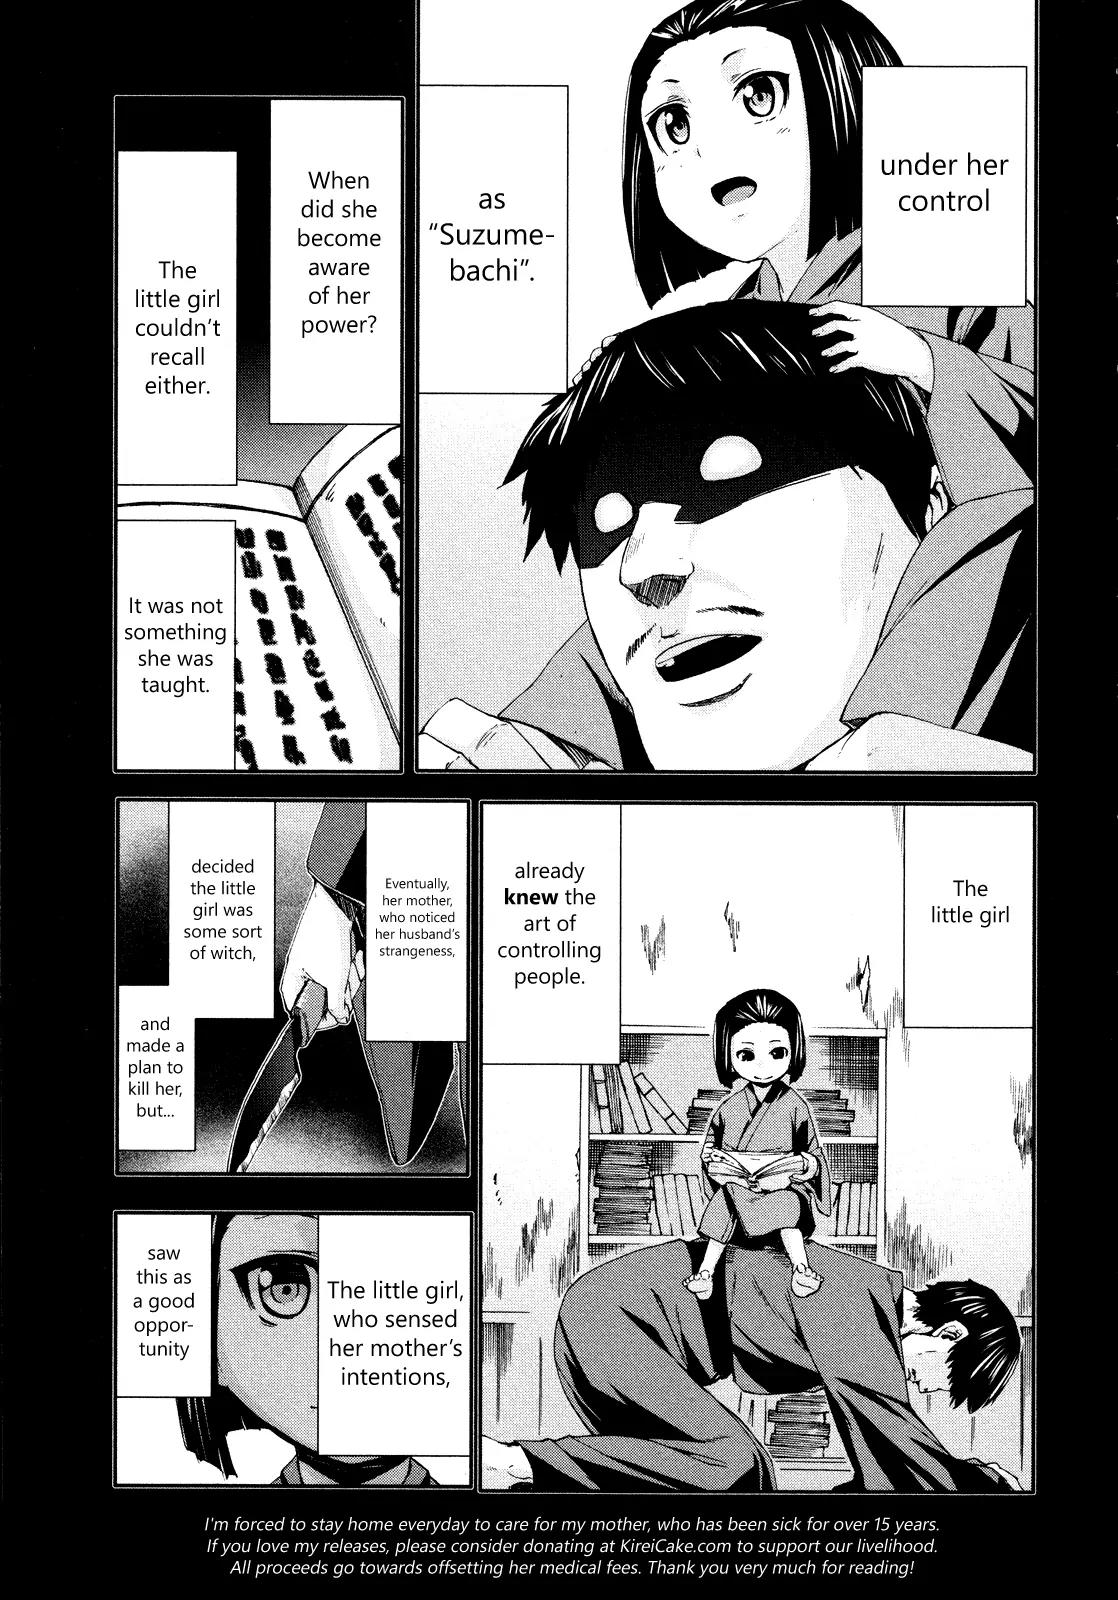 under her
control
as
“Suzume-
bachi”.
When
did she
become
aware
of her
power?
The
little girl
couldn’t
recall
either.
It was not
something
she was
taught.
The
little girl
already
knew the
art of
controlling
people.
Eventually,
her mother,
who noticed
her husband’s
strangeness,
decided
the little
girl was
some sort
of witch,
and
made a
plan to
kill her,
but...
The little girl,
who sensed
her mother’s
intentions,
saw
this as
a good
oppor-
tunity
I'm forced to stay home everyday to care for my mother, who has been sick for over 15 years.
If you love my releases, please consider donating at KireiCake.com to support our livelihood.
All proceeds go towards offsetting her medical fees. Thank you very much for reading!